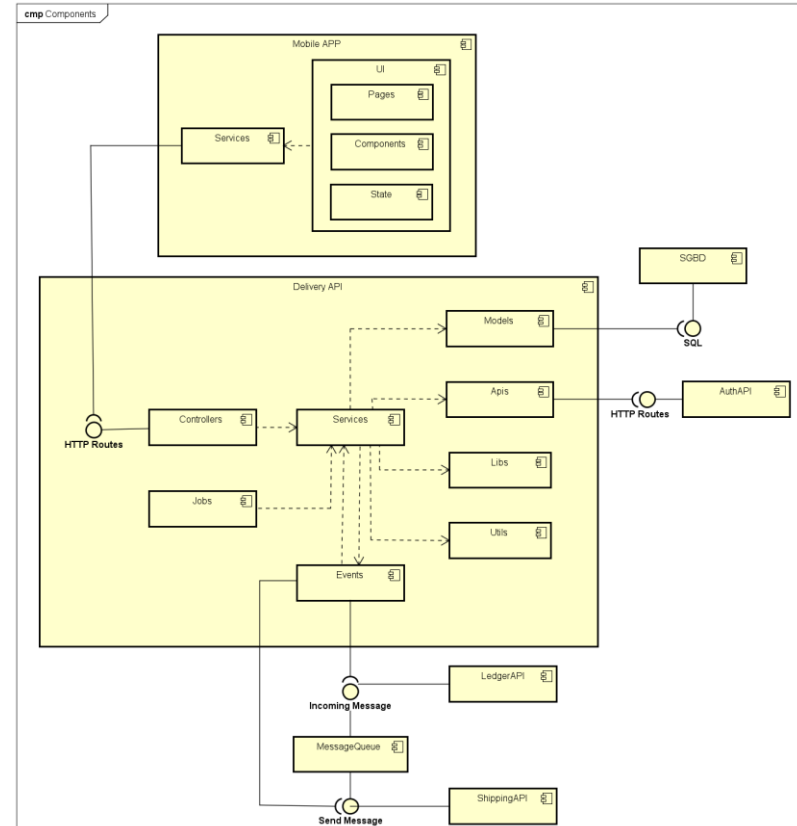 cmp Components
Mobile APP
UI
Pages
Services
Components
State
SGBD
Delivery API
Models
SQL
Apis
AuthAPI
HTTP Routes
Controllers
Services
HTTP Routes
Libs
Jobs
Utils
Events
LedgerAPI
Incoming Message
MessageQueue
ShippingAPI
Send Message